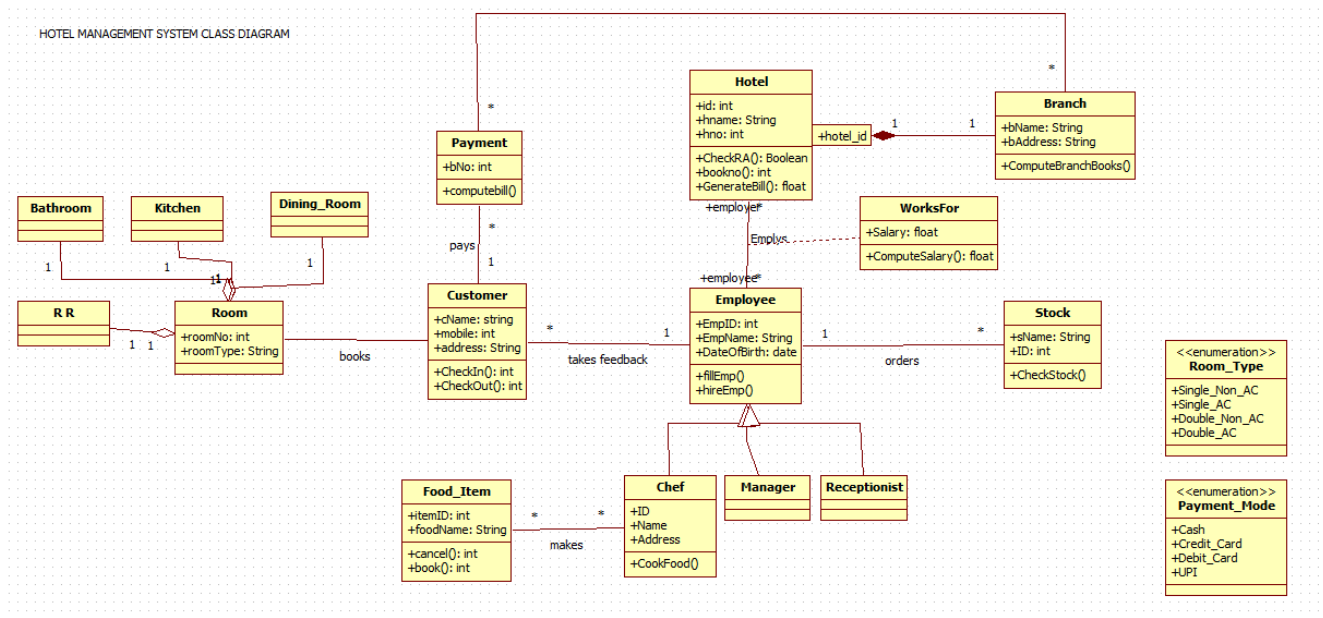 HOTEL MANAGEMENT SYSTEM CLASS DIAGRAM
*
*
Hotel
+id: int
+hname: String
+hno: int
+CheckRA(): Boolean
+bookno(): int
+GenerateBill(): float
+hotel_id
1
1
Branch
+bName: String
+bAddress: String
+ComputeBranchBooks()
Payment
+bNo: int
+computebill()
*
pays
1
Bathroom
Kitchen
Dining_Room
1
1
1
1
1
+employer
*
Emplys
+employee
*
WorksFor
+Salary: float
+ComputeSalary(): float
R R
1
1
Room
+roomNo: int
+roomType: String
books
Customer
+cName: string
+mobile: int
+address: String
+CheckIn(): int
+CheckOut(): int
*
1
takes feedback
Employee
+EmpID: int
+EmpName: String
+DateOfBirth: date
+fillEmp()
+hireEmp()
1
*
orders
Stock
+sName: String
+ID: int
+CheckStock()
<<enumeration>>
Room_Type
+Single_Non_AC
+Single_AC
+Double_Non_AC
+Double_AC
Food_Item
+itemID: int
+foodName: String
+cancel(): int
+book(): int
*
*
makes
Chef
+ID
+Name
+Address
+CookFood()
Manager
Receptionist
<<enumeration>>
Payment_Mode
+Cash
+Credit_Card
+Debit_Card
+UPI